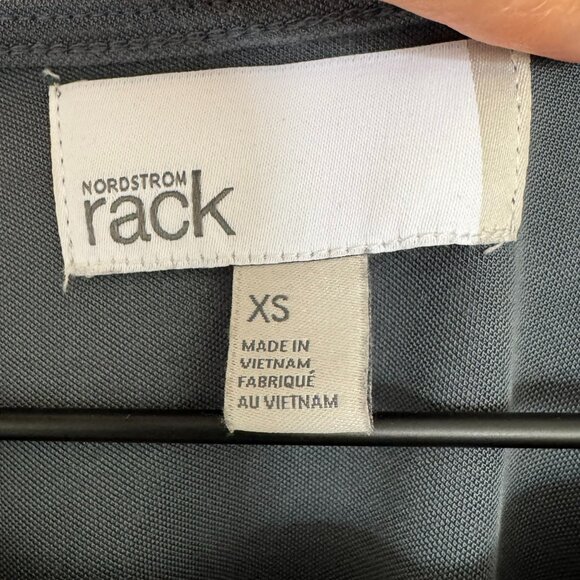 NORDSTROM
rack
XS
MADE IN
VIETNAM
FABRIQUÉ
AU VIETNAM